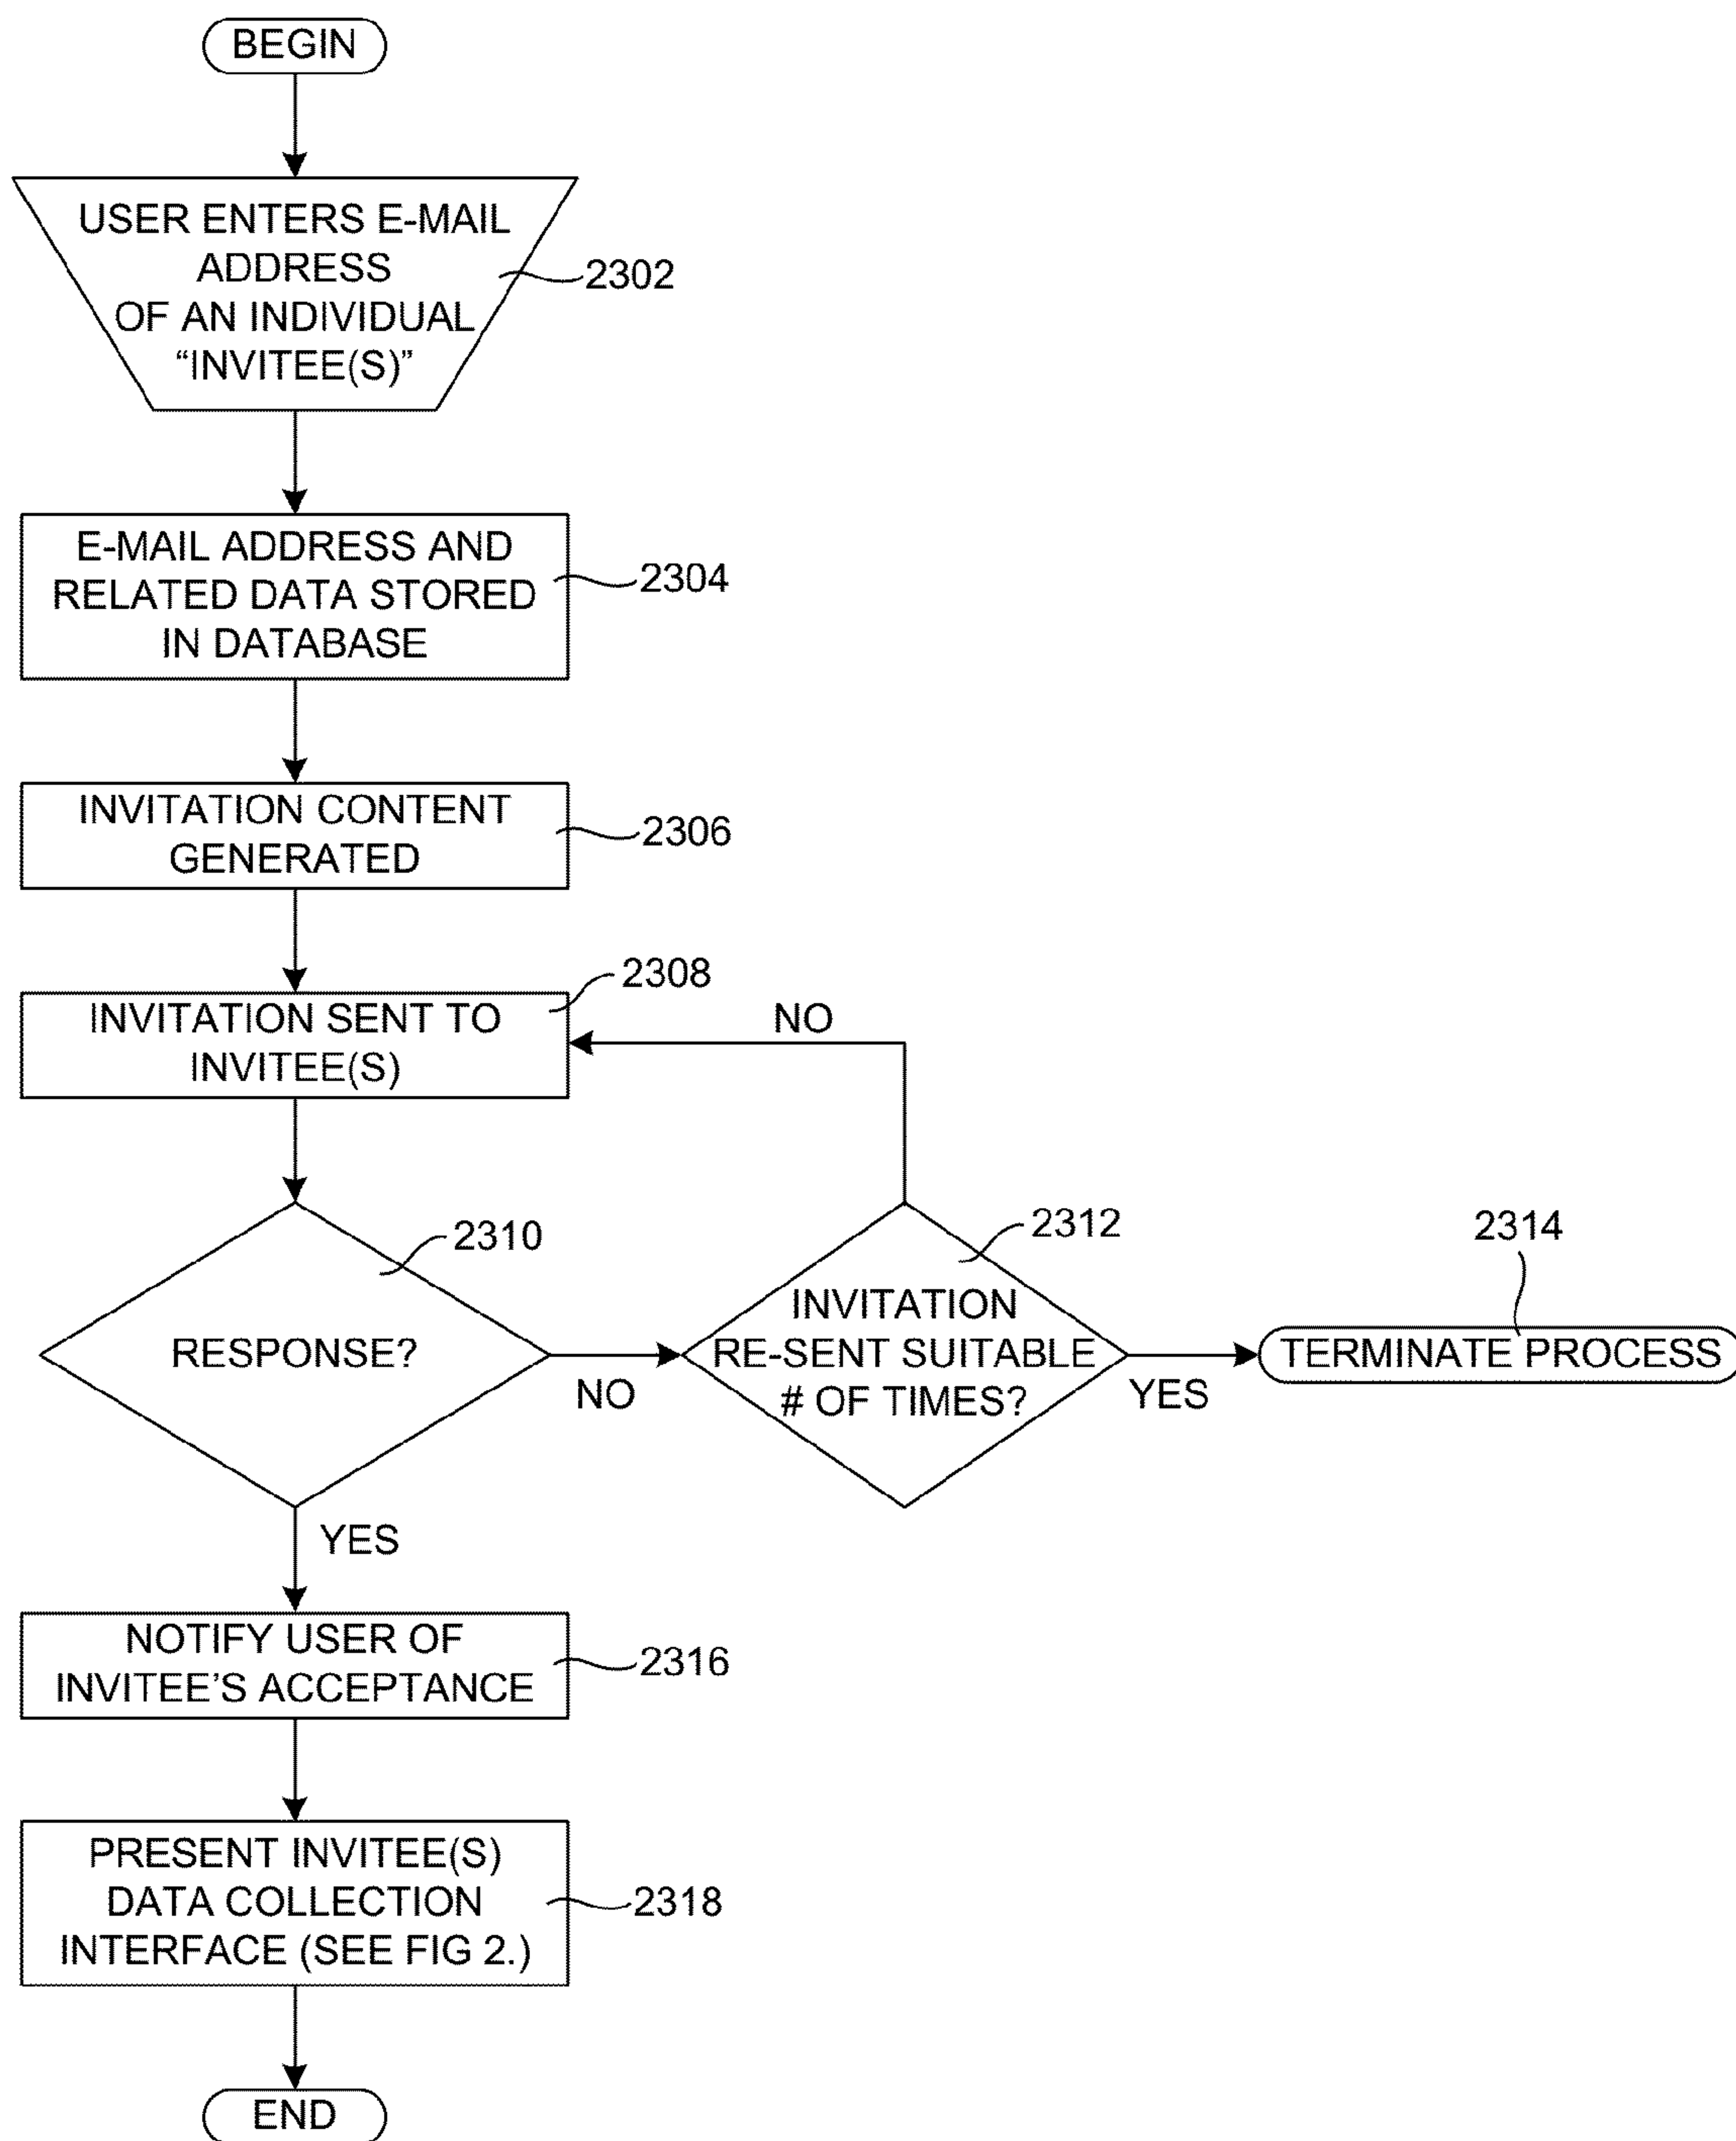 BEGIN
USER ENTERS E-MAIL
ADDRESS
OF AN INDIVIDUAL
“INVITEE(S)”
2302
E-MAIL ADDRESS AND
RELATED DATA STORED
IN DATABASE
2304
INVITATION CONTENT
GENERATED
2306
INVITATION SENT TO
INVITEE(S)
2308
NO
RESPONSE?
2310
NO
INVITATION
RE-SENT SUITABLE
# OF TIMES?
2312
YES
2314
TERMINATE PROCESS
YES
NOTIFY USER OF
INVITEE’S ACCEPTANCE
2316
PRESENT INVITEE(S)
DATA COLLECTION
INTERFACE (SEE FIG 2.)
2318
END